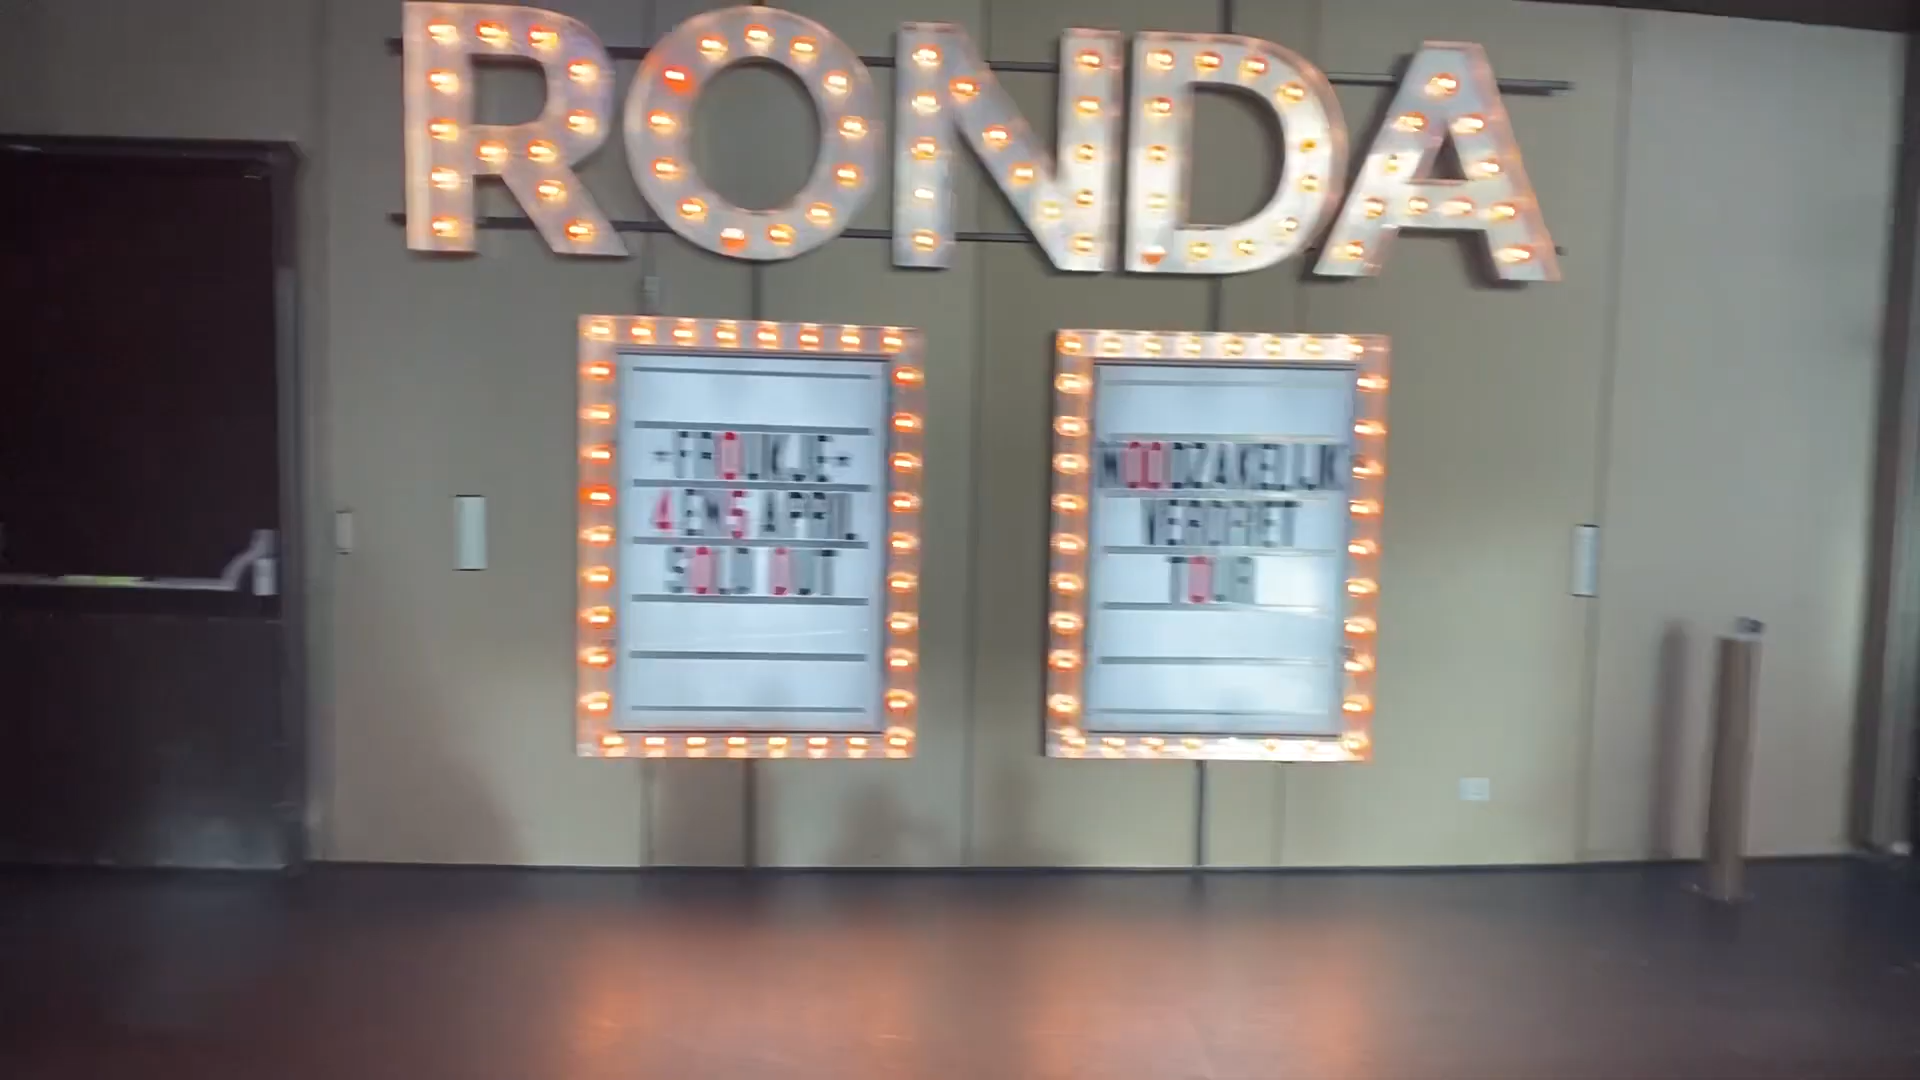 RONDA
-FROUKJE-
4 EN 5 APRIL
SOLD OUT
NOODZAKELIJK
VERDRIET
TOUR